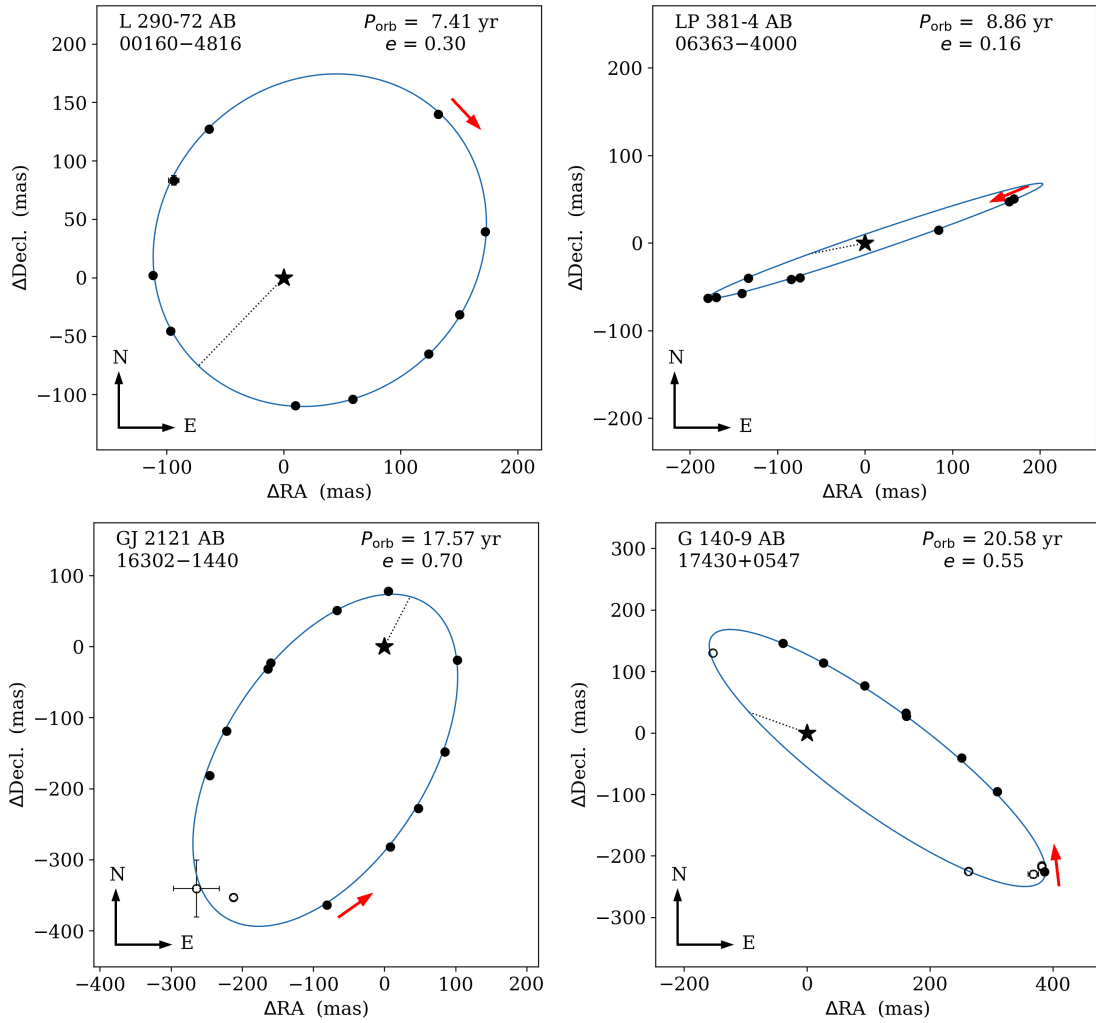 L 290-72 AB
00160−4816
P_orb = 7.41 yr
e = 0.30
200
150
100
50
0
−50
−100
ΔDecl. (mas)
N
E
−100 0 100 200
ΔRA (mas)
LP 381-4 AB
06363−4000
P_orb = 8.86 yr
e = 0.16
200
100
0
−100
−200
ΔDecl. (mas)
N
E
−200 −100 0 100 200
ΔRA (mas)
GJ 2121 AB
16302−1440
P_orb = 17.57 yr
e = 0.70
100
0
−100
−200
−300
−400
ΔDecl. (mas)
N
E
−400 −300 −200 −100 0 100 200
ΔRA (mas)
G 140-9 AB
17430+0547
P_orb = 20.58 yr
e = 0.55
300
200
100
0
−100
−200
−300
ΔDecl. (mas)
N
E
−200 0 200 400
ΔRA (mas)